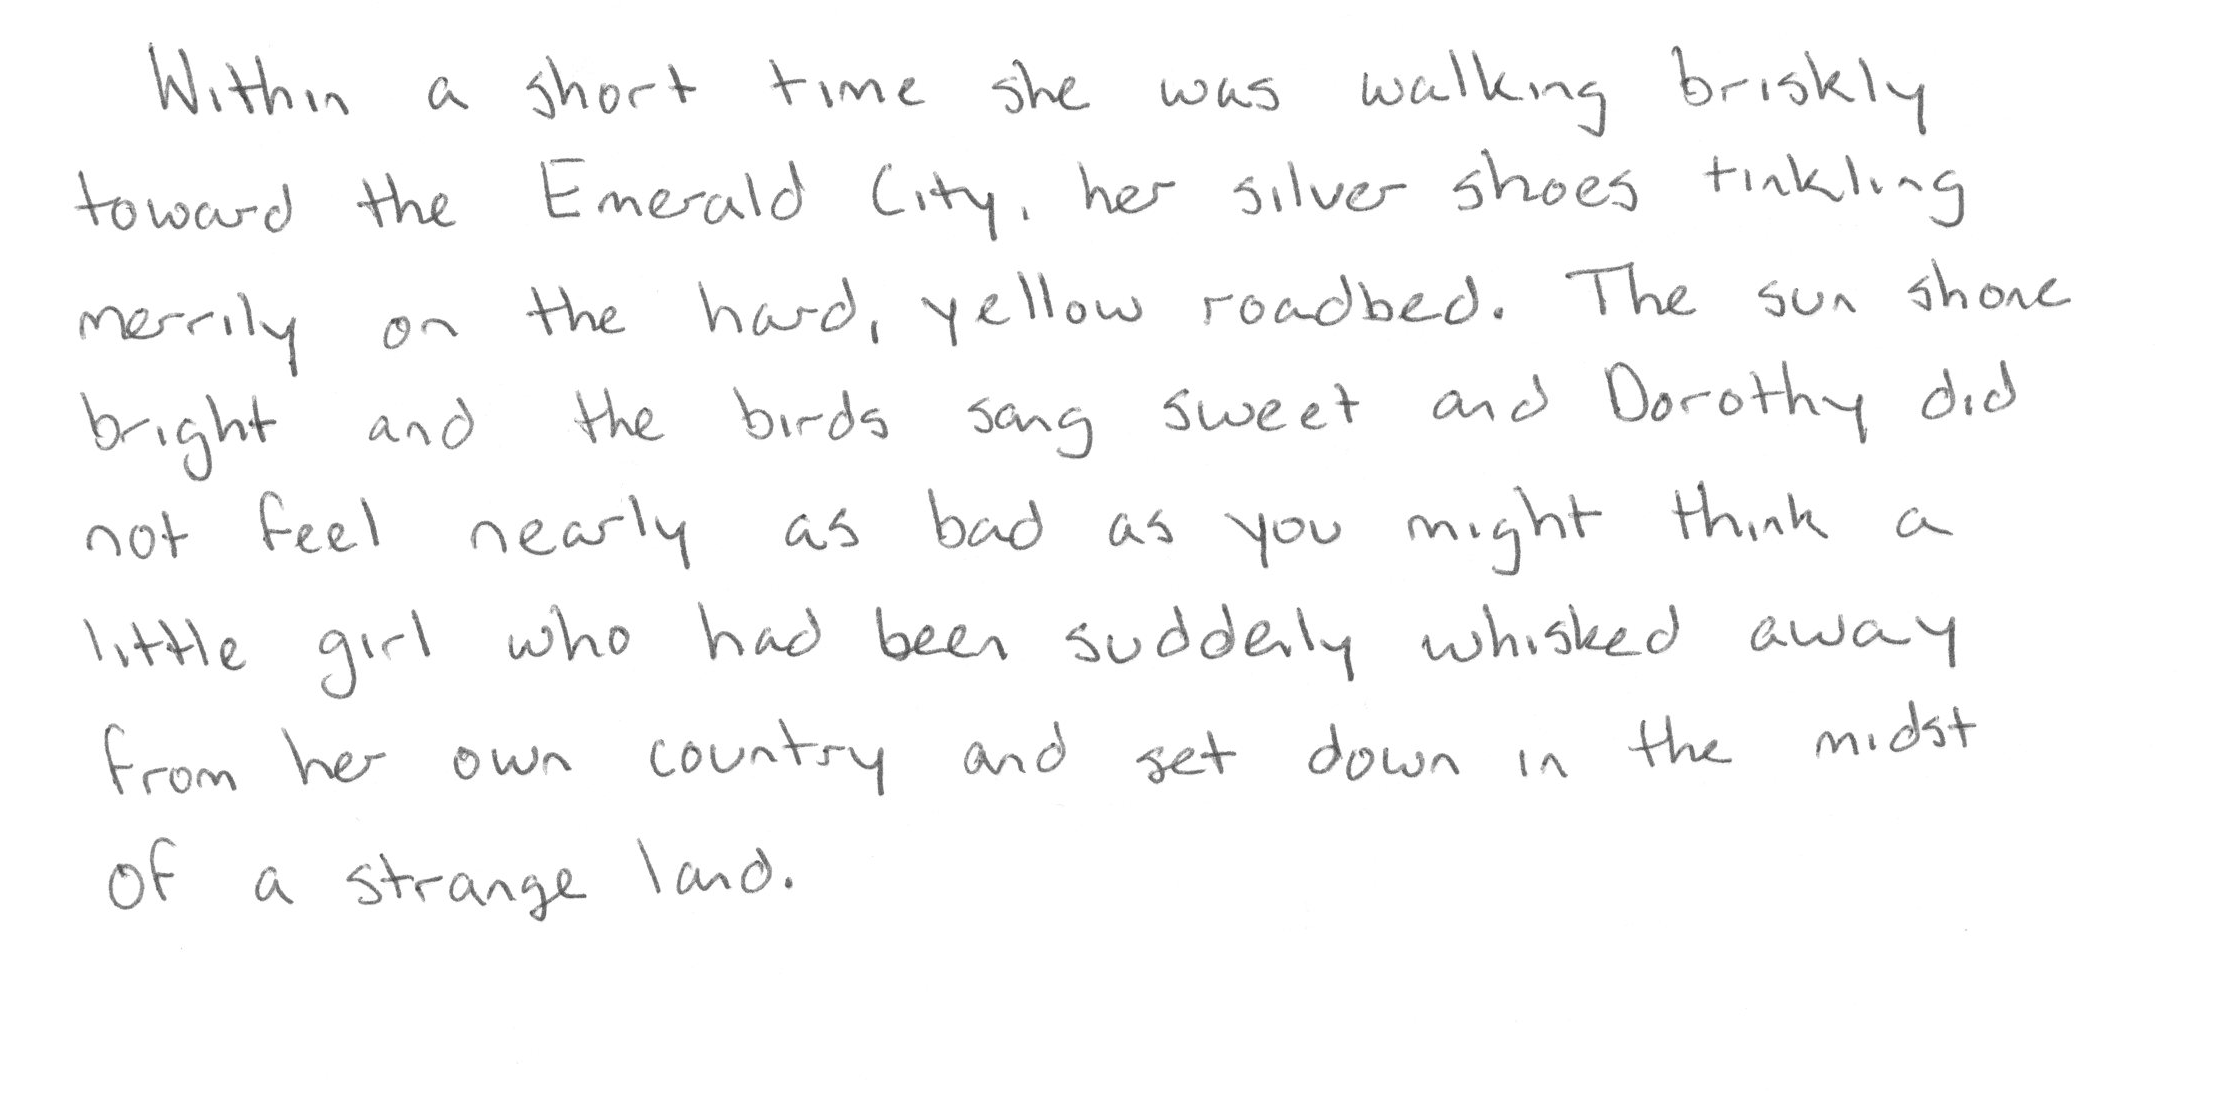 Within a short time she was walking briskly
toward the Emerald City, her silver shoes tinkling
merrily on the hard, yellow roadbed. The sun shone
bright and the birds sang sweet and Dorothy did
not feel nearly as bad as you might think a
little girl who had been suddenly whisked away
from her own country and set down in the midst
of a strange land.